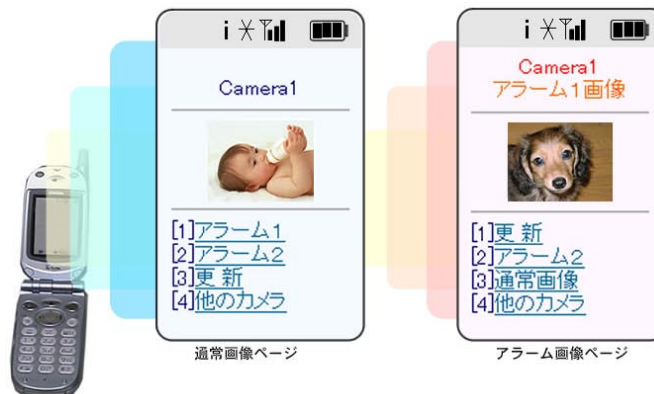 i
Camera1
[1]アラーム1
[2]アラーム2
[3]更 新
[4]他のカメラ
通常画像ページ
i
Camera1
アラーム1画像
[1]更 新
[2]アラーム2
[3]通常画像
[4]他のカメラ
アラーム画像ページ